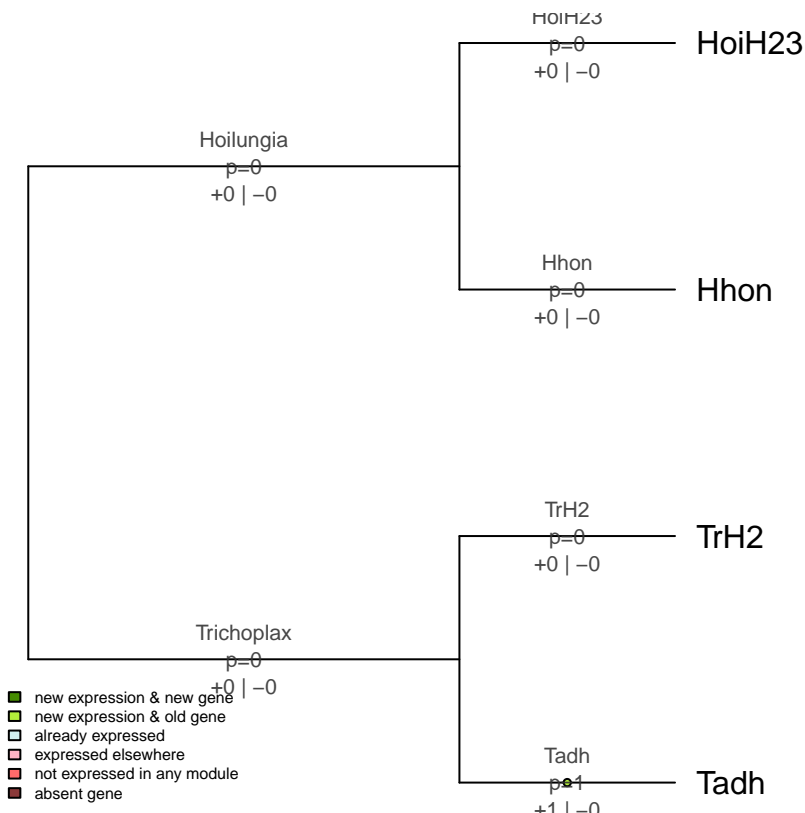 HoiH23
p=0
+0 | −0
HoiH23
Hoilungia
p=0
+0 | −0
Hhon
p=0
+0 | −0
Hhon
TrH2
p=0
+0 | −0
TrH2
Trichoplax
p=0
+0 | −0
new expression & new gene
new expression & old gene
already expressed
expressed elsewhere
not expressed in any module
absent gene
Tadh
p=1
+1 | −0
Tadh